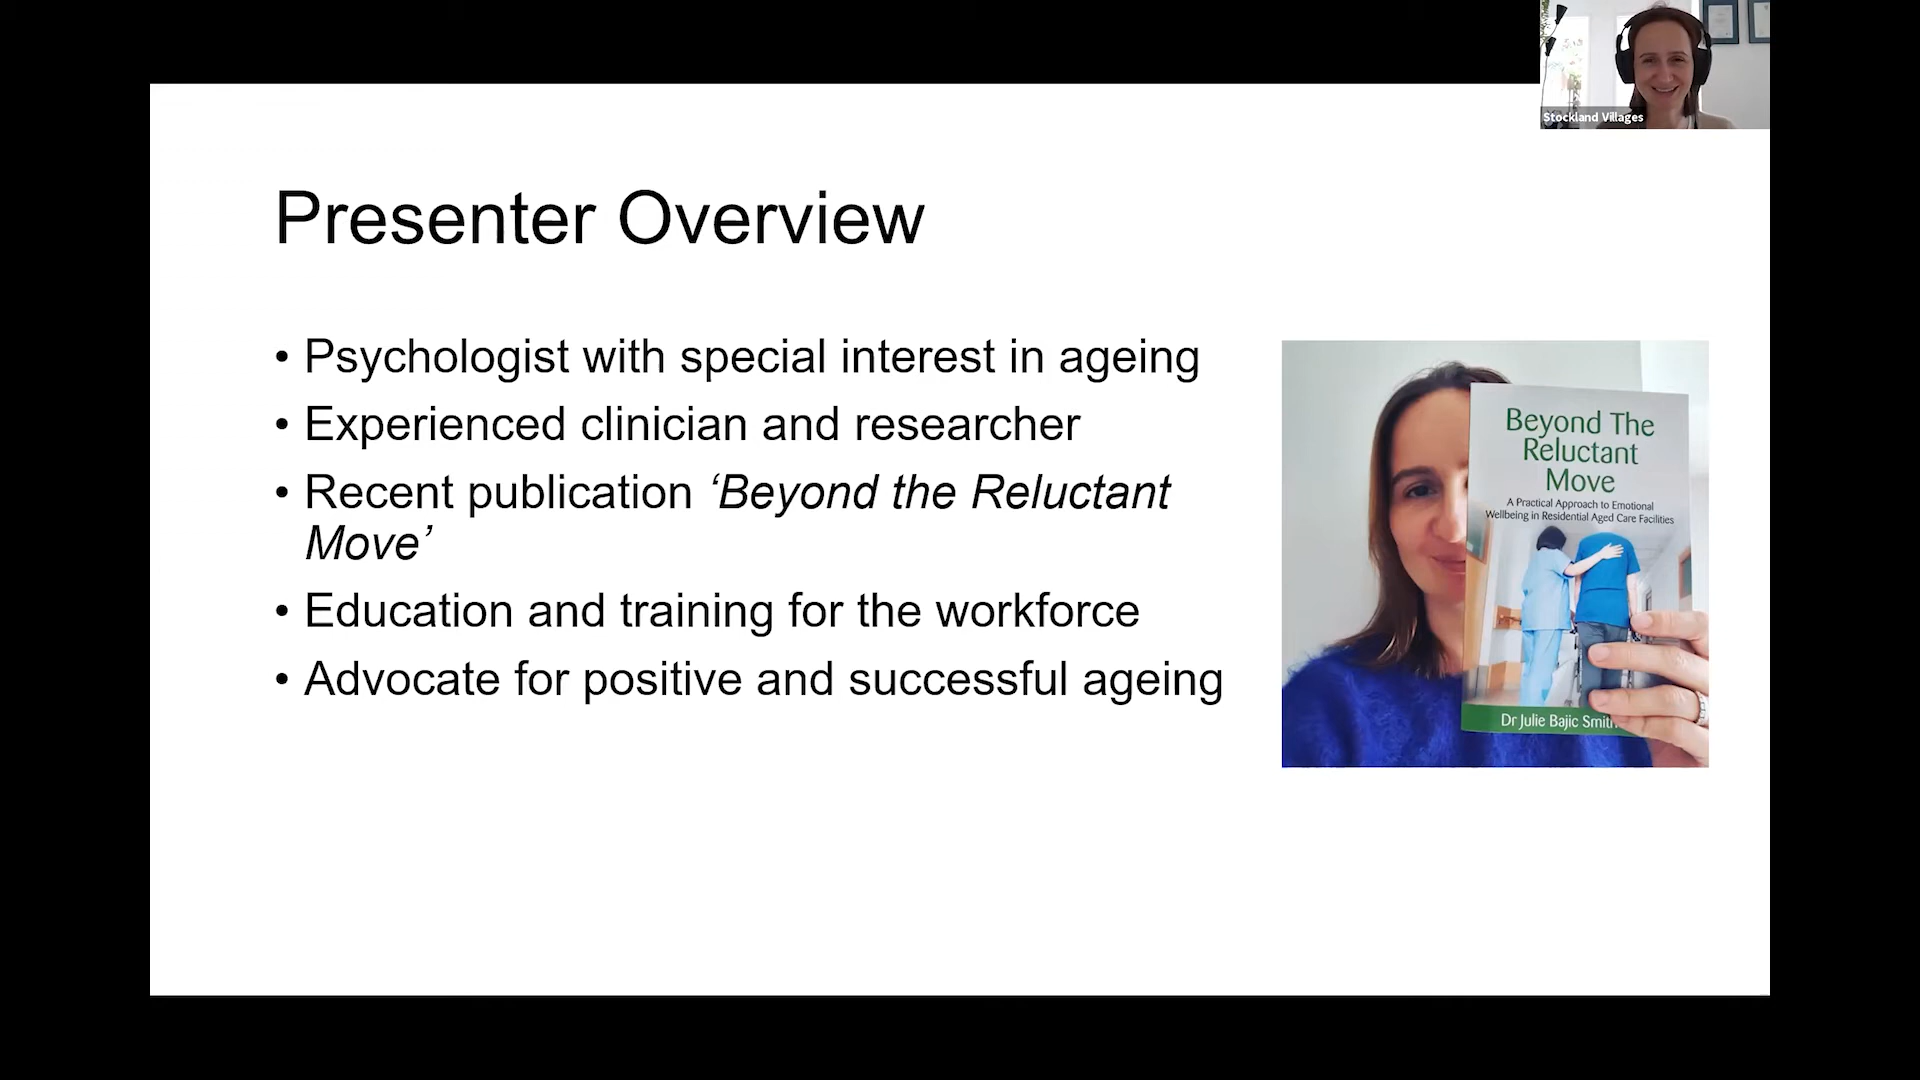 Stockland Villages
Presenter Overview
• Psychologist with special interest in ageing
• Experienced clinician and researcher
• Recent publication ‘Beyond the Reluctant
Move’
• Education and training for the workforce
• Advocate for positive and successful ageing
Beyond The
Reluctant
Move
A Practical Approach to Emotional
Wellbeing in Residential Aged Care Facilities
Dr Julie Bajic Smith